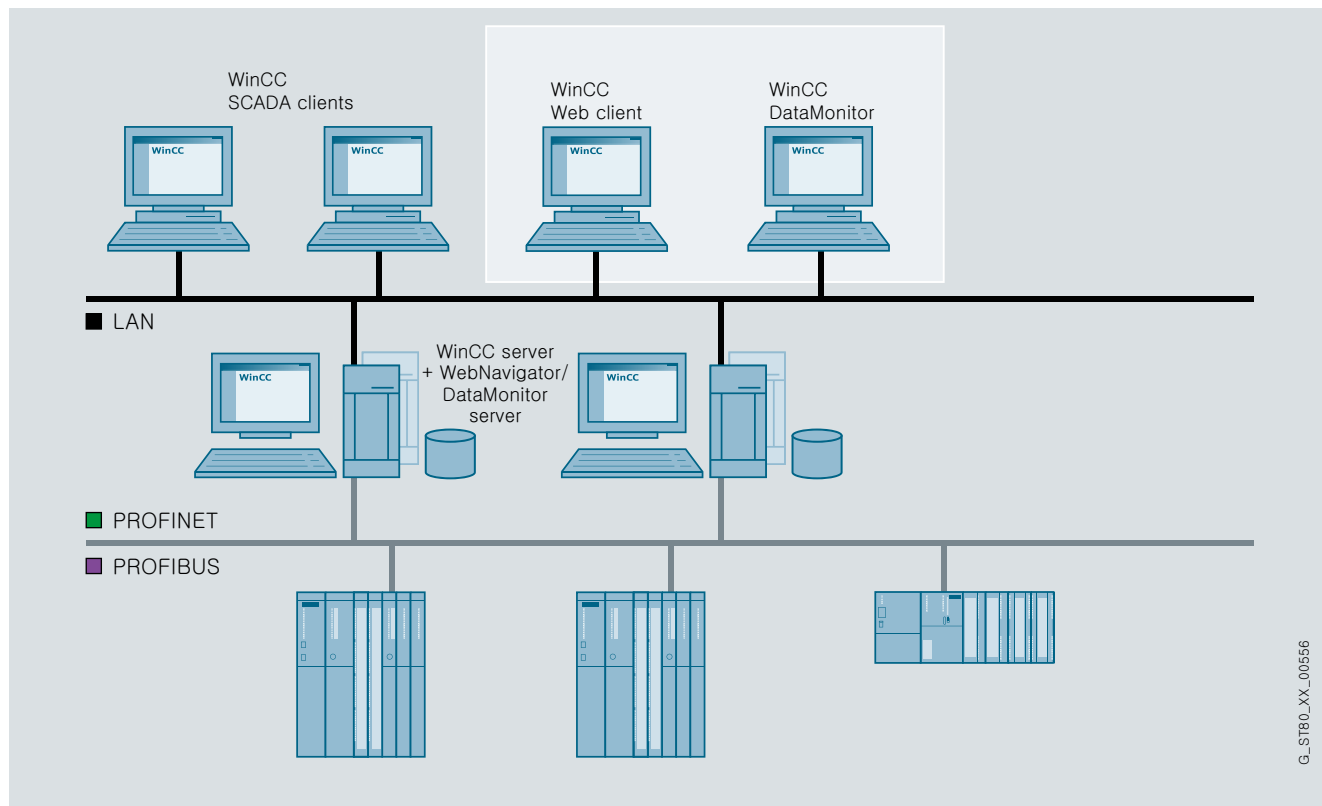 WinCC
SCADA clients
WinCC
Web client
WinCC
DataMonitor
WinCC
WinCC
WinCC
WinCC
LAN
WinCC server
+ WebNavigator/
DataMonitor
server
WinCC
WinCC
PROFINET
PROFIBUS
G_ST80_XX_00556